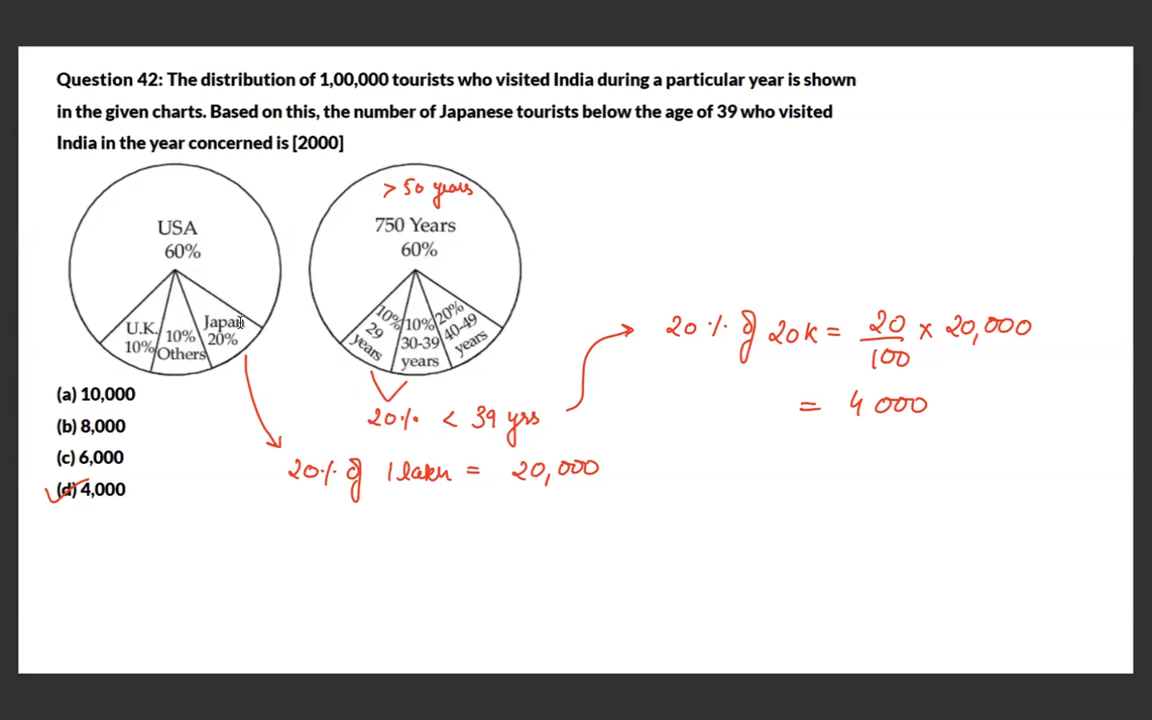 Question 42: The distribution of 1,00,000 tourists who visited India during a particular year is shown
in the given charts. Based on this, the number of Japanese tourists below the age of 39 who visited
India in the year concerned is [2000]
USA
60%
U.K.
10%
10%
Others
Japan
20%
> 50 years
750 Years
60%
10%
29
years
10%
30-39
years
20%
40-49
years
20% < 39 yrs
20% of 1 lakh = 20,000
20% of 20K = 20/100 × 20,000
= 4000
(a) 10,000
(b) 8,000
(c) 6,000
(d) 4,000